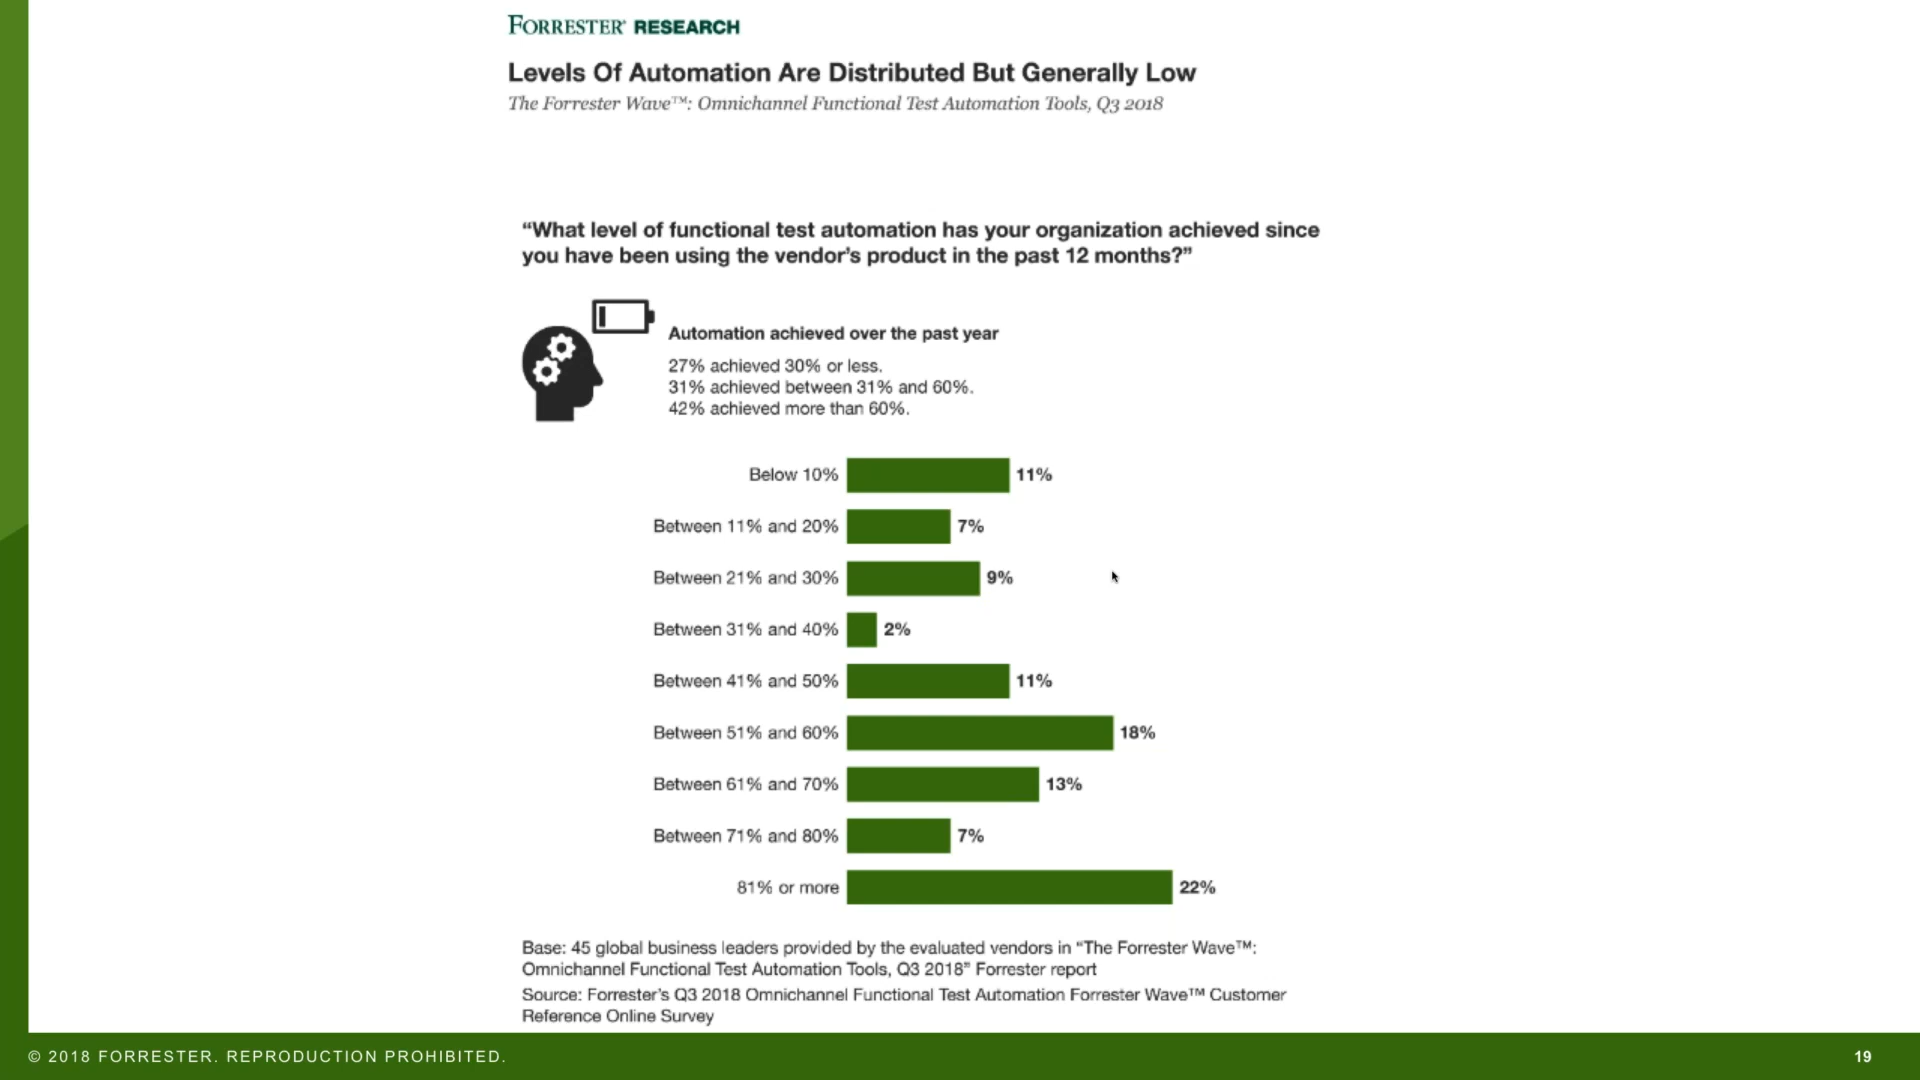 FORRESTER® RESEARCH
Levels Of Automation Are Distributed But Generally Low
The Forrester Wave™: Omnichannel Functional Test Automation Tools, Q3 2018
“What level of functional test automation has your organization achieved since
you have been using the vendor’s product in the past 12 months?”
Automation achieved over the past year
27% achieved 30% or less.
31% achieved between 31% and 60%.
42% achieved more than 60%.
Below 10% 11%
Between 11% and 20% 7%
Between 21% and 30% 9%
Between 31% and 40% 2%
Between 41% and 50% 11%
Between 51% and 60% 18%
Between 61% and 70% 13%
Between 71% and 80% 7%
81% or more 22%
Base: 45 global business leaders provided by the evaluated vendors in “The Forrester Wave™:
Omnichannel Functional Test Automation Tools, Q3 2018” Forrester report
Source: Forrester’s Q3 2018 Omnichannel Functional Test Automation Forrester Wave™ Customer
Reference Online Survey
© 2018 FORRESTER. REPRODUCTION PROHIBITED. 19